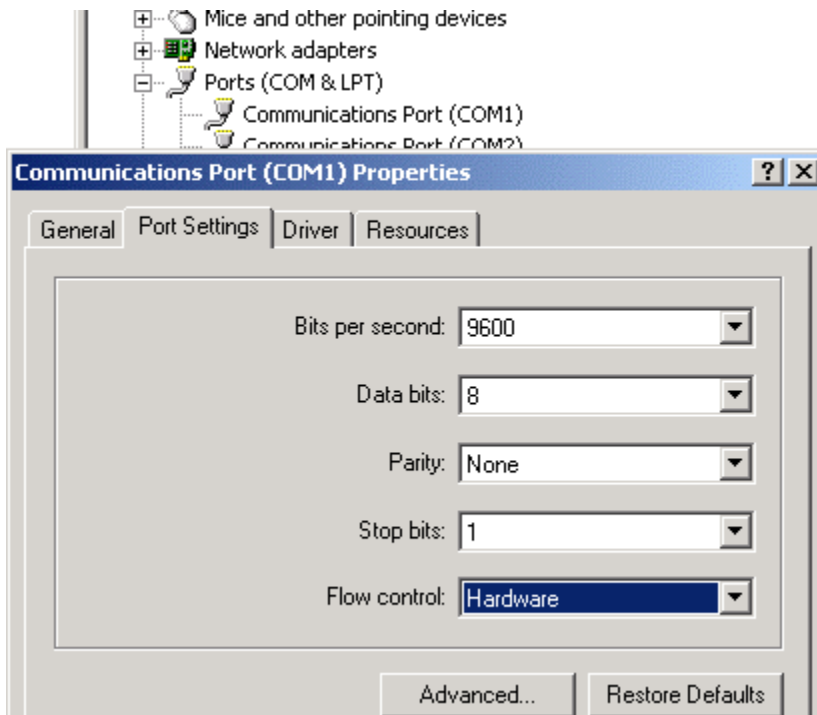 Mice and other pointing devices
Network adapters
Ports (COM & LPT)
Communications Port (COM1)
Communications Port (COM2)
Communications Port (COM1) Properties
General Port Settings Driver Resources
Bits per second: 9600
Data bits: 8
Parity: None
Stop bits: 1
Flow control: Hardware
Advanced... Restore Defaults